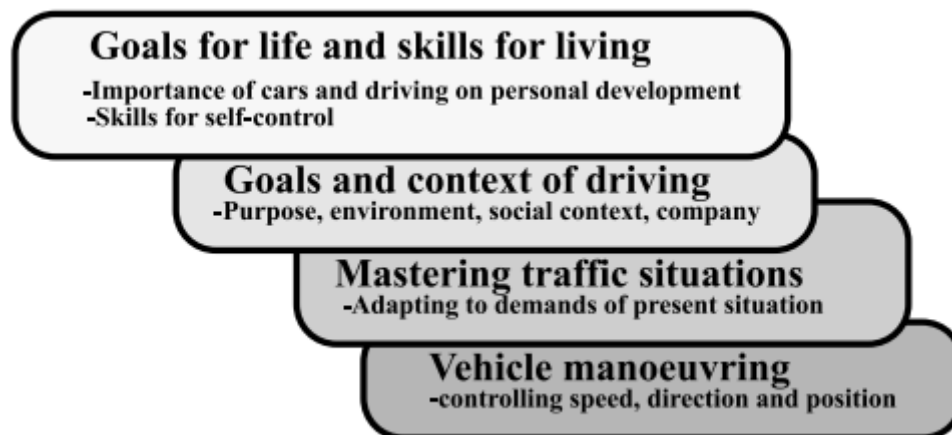 Goals for life and skills for living
-Importance of cars and driving on personal development
-Skills for self-control
Goals and context of driving
-Purpose, environment, social context, company
Mastering traffic situations
-Adapting to demands of present situation
Vehicle manoeuvring
-controlling speed, direction and position